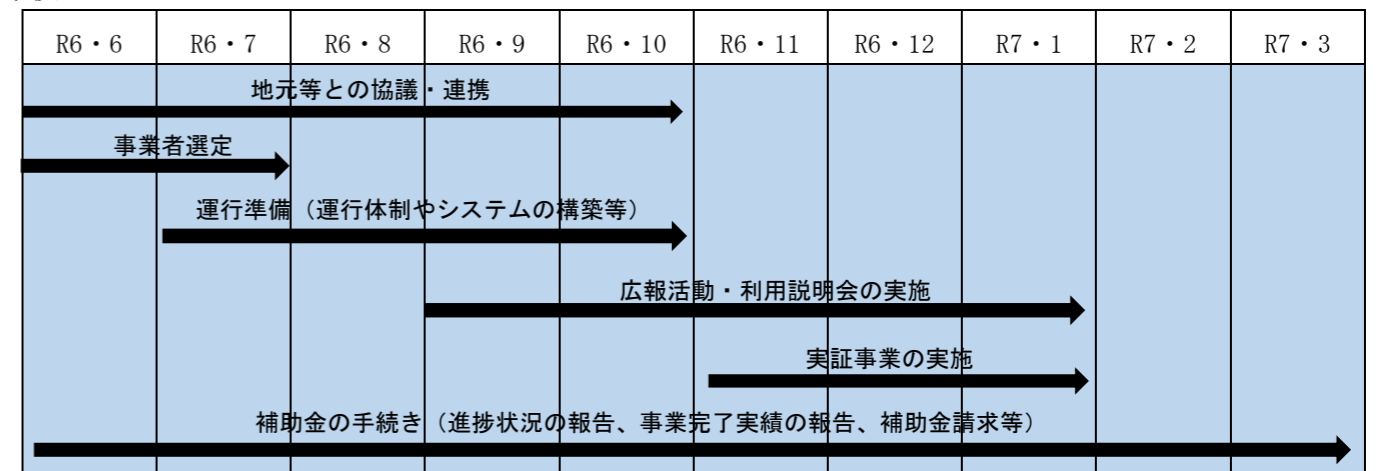 R6・6 R6・7 R6・8 R6・9 R6・10 R6・11 R6・12 R7・1 R7・2 R7・3
地元等との協議・連携
事業者選定
運行準備（運行体制やシステムの構築等）
広報活動・利用説明会の実施
実証事業の実施
補助金の手続き（進捗状況の報告、事業完了実績の報告、補助金請求等）